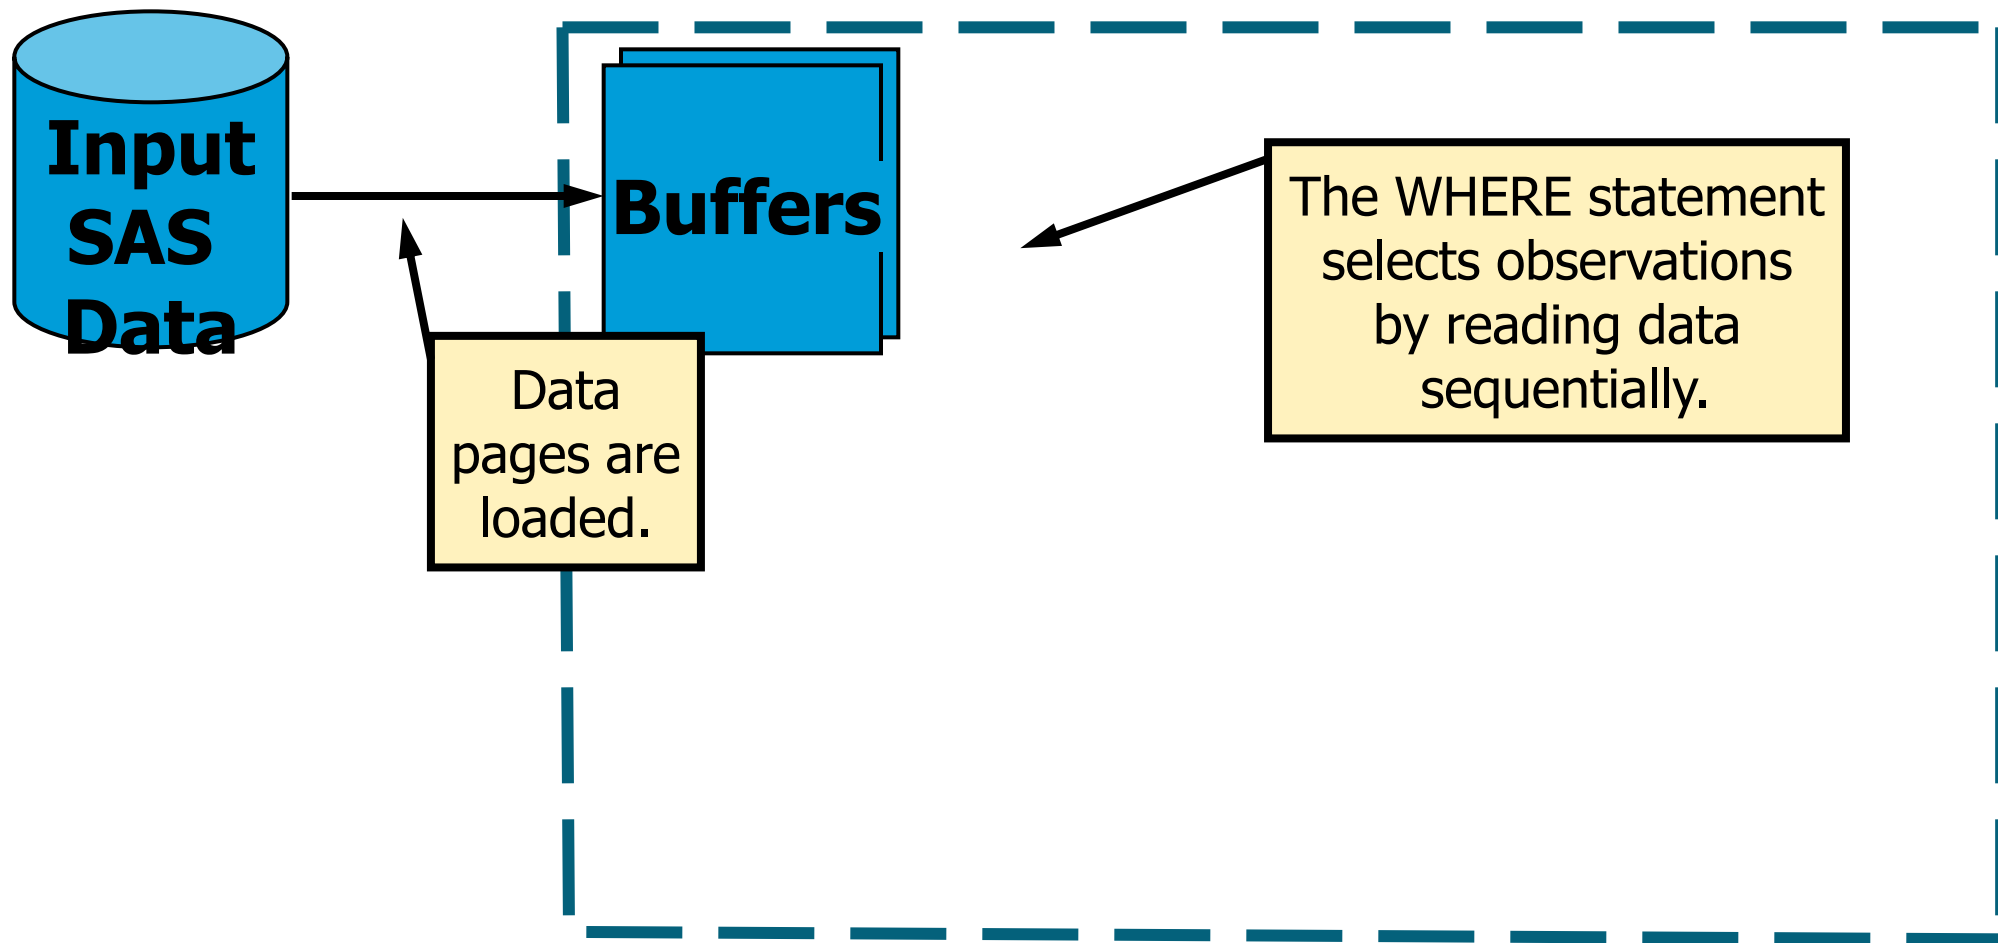 Input
SAS
Data
Buffers
Data
pages are
loaded.
The WHERE statement
selects observations
by reading data
sequentially.